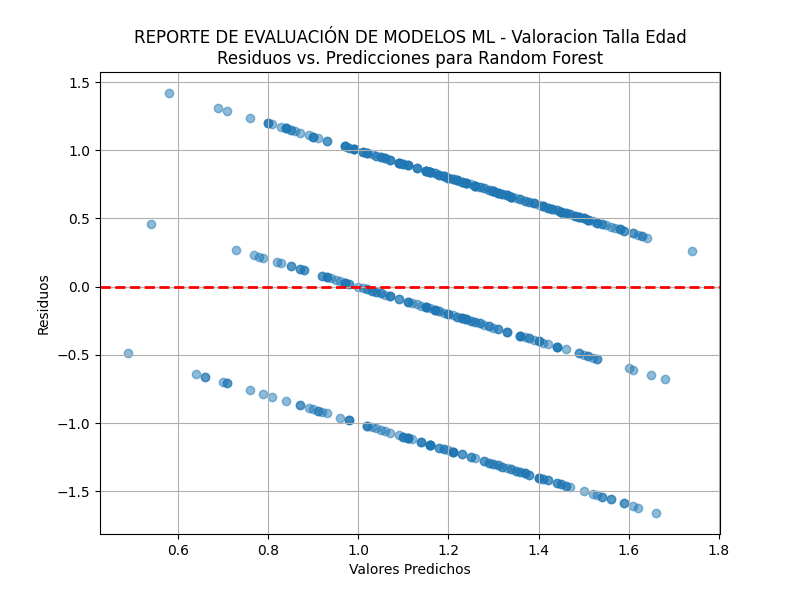 REPORTE DE EVALUACIÓN DE MODELOS ML - Valoracion Talla Edad
Residuos vs. Predicciones para Random Forest
1.5
1.0
0.5
0.0
−0.5
−1.0
−1.5
Residuos
0.6 0.8 1.0 1.2 1.4 1.6 1.8
Valores Predichos